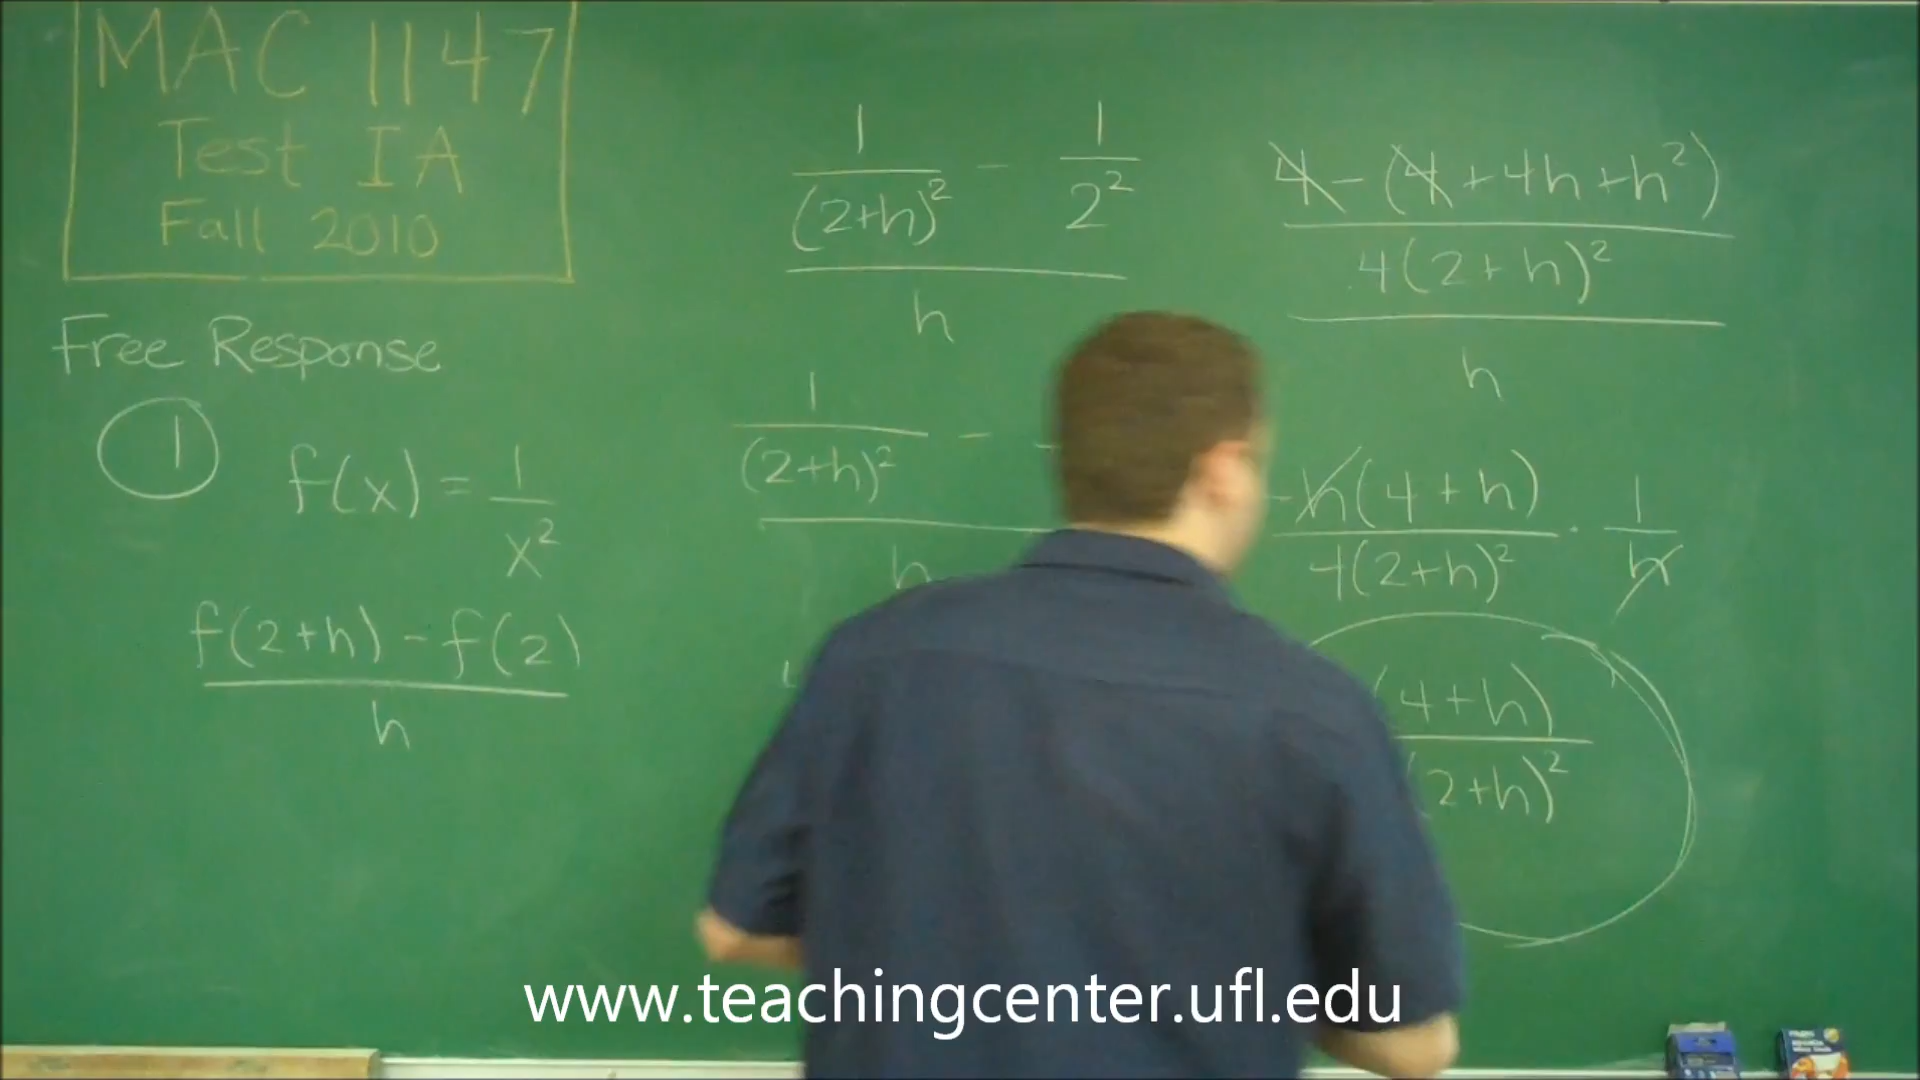 MAC 1147
Test IA
Fall 2010
Free Response
1
f(x) = 1/x²
f(2+h) - f(2)
h
1/(2+h)² - 1/2²
h
1/(2+h)² -
h
4 - (4 + 4h + h²)
4(2+h)²
h
-h(4+h)/4(2+h)² · 1/h
(4+h)
(2+h)²
www.teachingcenter.ufl.edu